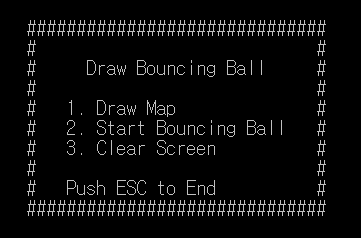 ##############################
#                            #
#     Draw Bouncing Ball     #
#                            #
#   1. Draw Map              #
#   2. Start Bouncing Ball   #
#   3. Clear Screen          #
#                            #
#   Push ESC to End          #
##############################